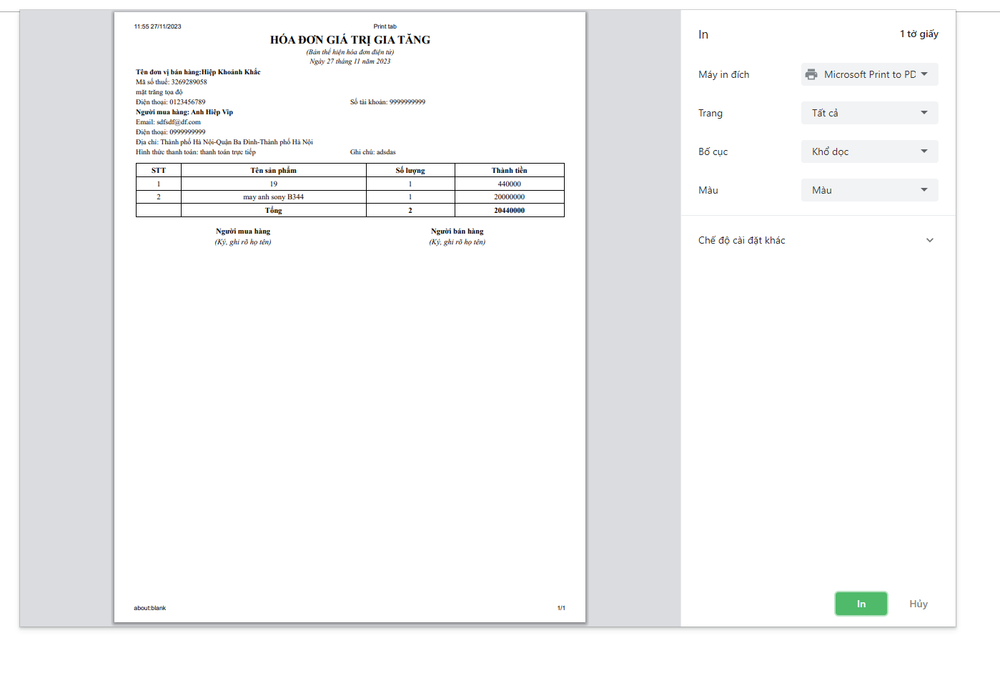 11:55 27/11/2023 Print tab
HÓA ĐƠN GIÁ TRỊ GIA TĂNG
(Bản thể hiện hóa đơn điện tử)
Ngày 27 tháng 11 năm 2023
Tên đơn vị bán hàng:Hiệp Khoảnh Khắc
Mã số thuế: 3269289058
mặt trăng tọa độ
Điện thoại: 0123456789 Số tài khoản: 9999999999
Người mua hàng: Anh Hiệp Vip
Email: sdfsdf@df.com
Điện thoại: 0999999999
Địa chỉ: Thành phố Hà Nội-Quận Ba Đình-Thành phố Hà Nội
Hình thức thanh toán: thanh toán trực tiếp Ghi chú: adsdas
STT Tên sản phẩm Số lượng Thành tiền
1 19 1 440000
2 may anh sony B344 1 20000000
Tổng 2 20440000
Người mua hàng Người bán hàng
(Ký, ghi rõ họ tên) (Ký, ghi rõ họ tên)
about:blank 1/1
In 1 tờ giấy
Máy in đích Microsoft Print to PD
Trang Tất cả
Bố cục Khổ dọc
Màu Màu
Chế độ cài đặt khác
In Hủy